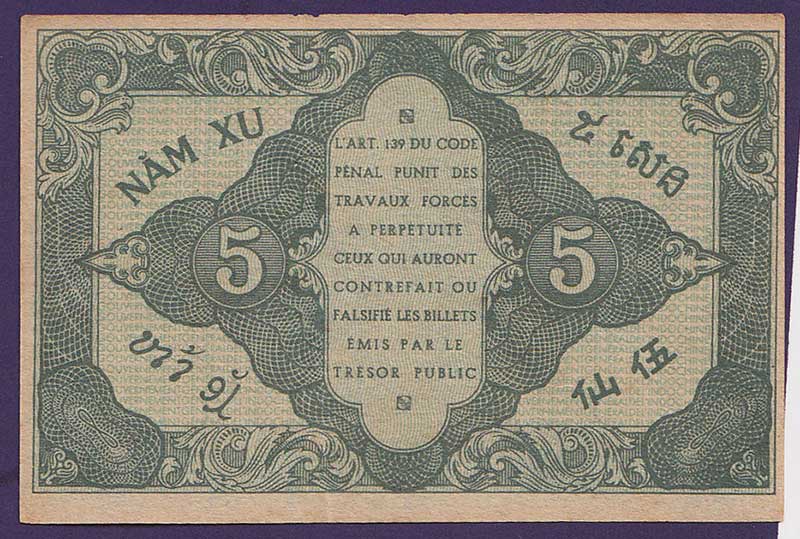 NĂM XU
៥ សេន
5
L'ART. 139 DU CODE
PÉNAL PUNIT DES
TRAVAUX FORCÉS
A PERPÉTUITÉ
CEUX QUI AURONT
CONTREFAIT OU
FALSIFIÉ LES BILLETS
ÉMIS PAR LE
TRÉSOR PUBLIC
5
仙伍